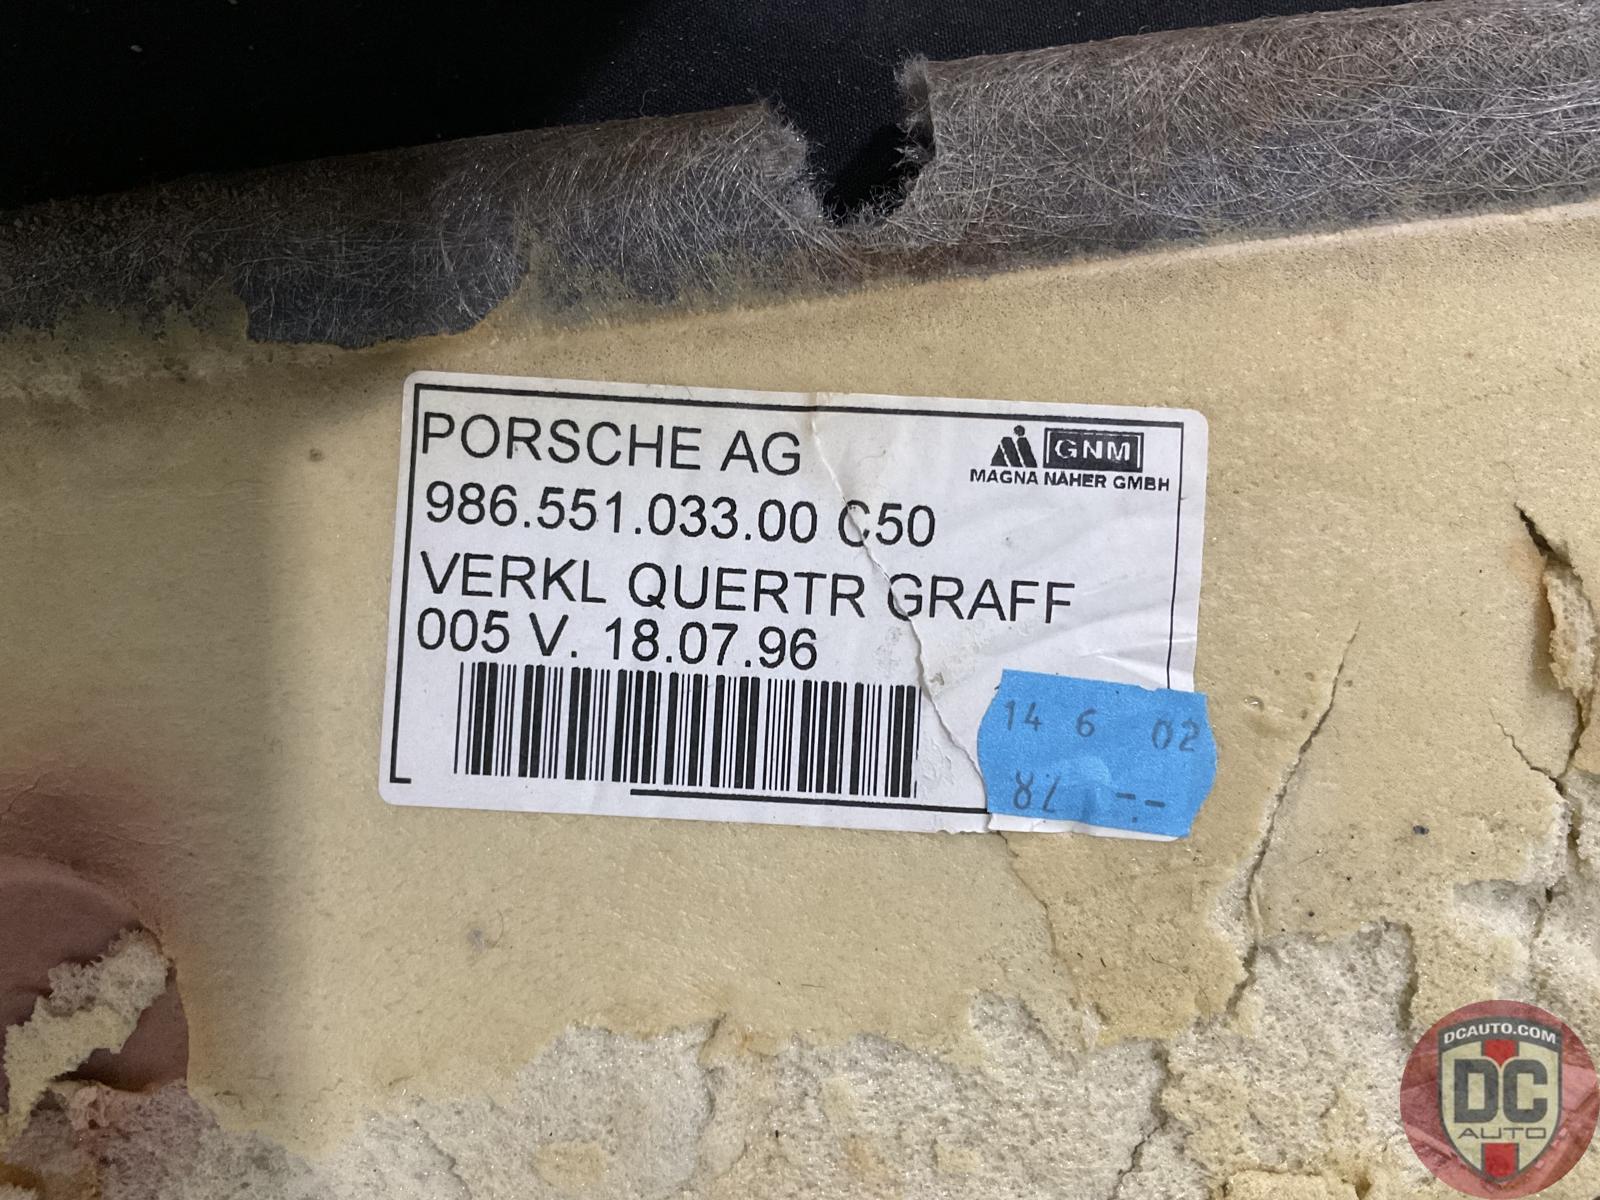 PORSCHE AG
GNM
MAGNA NÄHER GMBH
986.551.033.00 C50
VERKL QUERTR GRAFF
005 V. 18.07.96
14 6 02
DCAUTO.COM
DC
AUTO